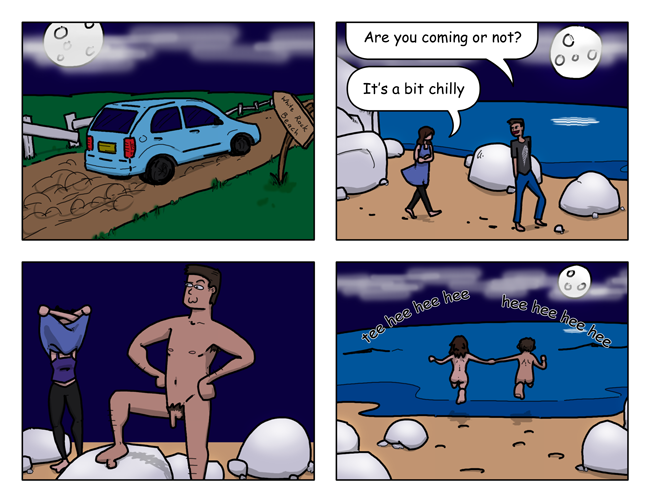 White Rock
Beach
Are you coming or not?
It's a bit chilly
tee hee hee hee
hee hee hee hee